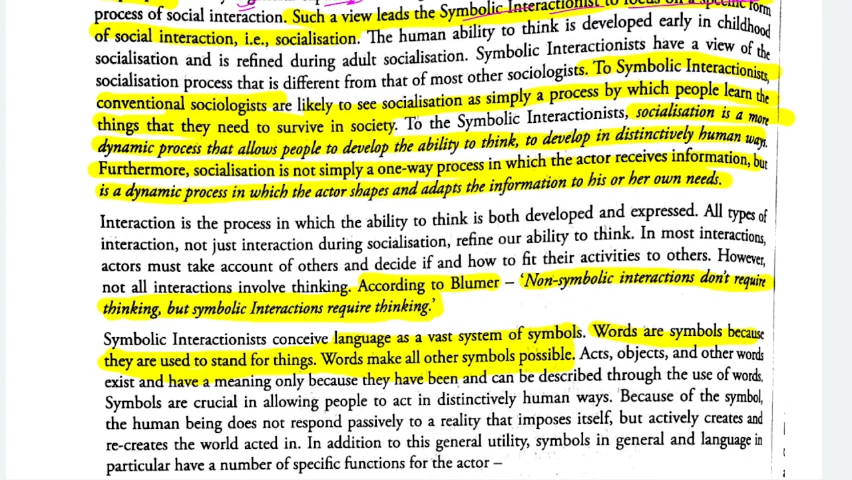 process of social interaction. Such a view leads the Symbolic Interactionist to focus on a specific form
of social interaction, i.e., socialisation. The human ability to think is developed early in childhood
socialisation and is refined during adult socialisation. Symbolic Interactionists have a view of the
socialisation process that is different from that of most other sociologists. To Symbolic Interactionists,
conventional sociologists are likely to see socialisation as simply a process by which people learn the
things that they need to survive in society. To the Symbolic Interactionists, socialisation is a more
dynamic process that allows people to develop the ability to think, to develop in distinctively human ways.
Furthermore, socialisation is not simply a one-way process in which the actor receives information, but
is a dynamic process in which the actor shapes and adapts the information to his or her own needs.
Interaction is the process in which the ability to think is both developed and expressed. All types of
interaction, not just interaction during socialisation, refine our ability to think. In most interactions,
actors must take account of others and decide if and how to fit their activities to others. However,
not all interactions involve thinking. According to Blumer – 'Non-symbolic interactions don't require
thinking, but symbolic Interactions require thinking.'
Symbolic Interactionists conceive language as a vast system of symbols. Words are symbols because
they are used to stand for things. Words make all other symbols possible. Acts, objects, and other words
exist and have a meaning only because they have been and can be described through the use of words.
Symbols are crucial in allowing people to act in distinctively human ways. Because of the symbol,
the human being does not respond passively to a reality that imposes itself, but actively creates and
re-creates the world acted in. In addition to this general utility, symbols in general and language in
particular have a number of specific functions for the actor –